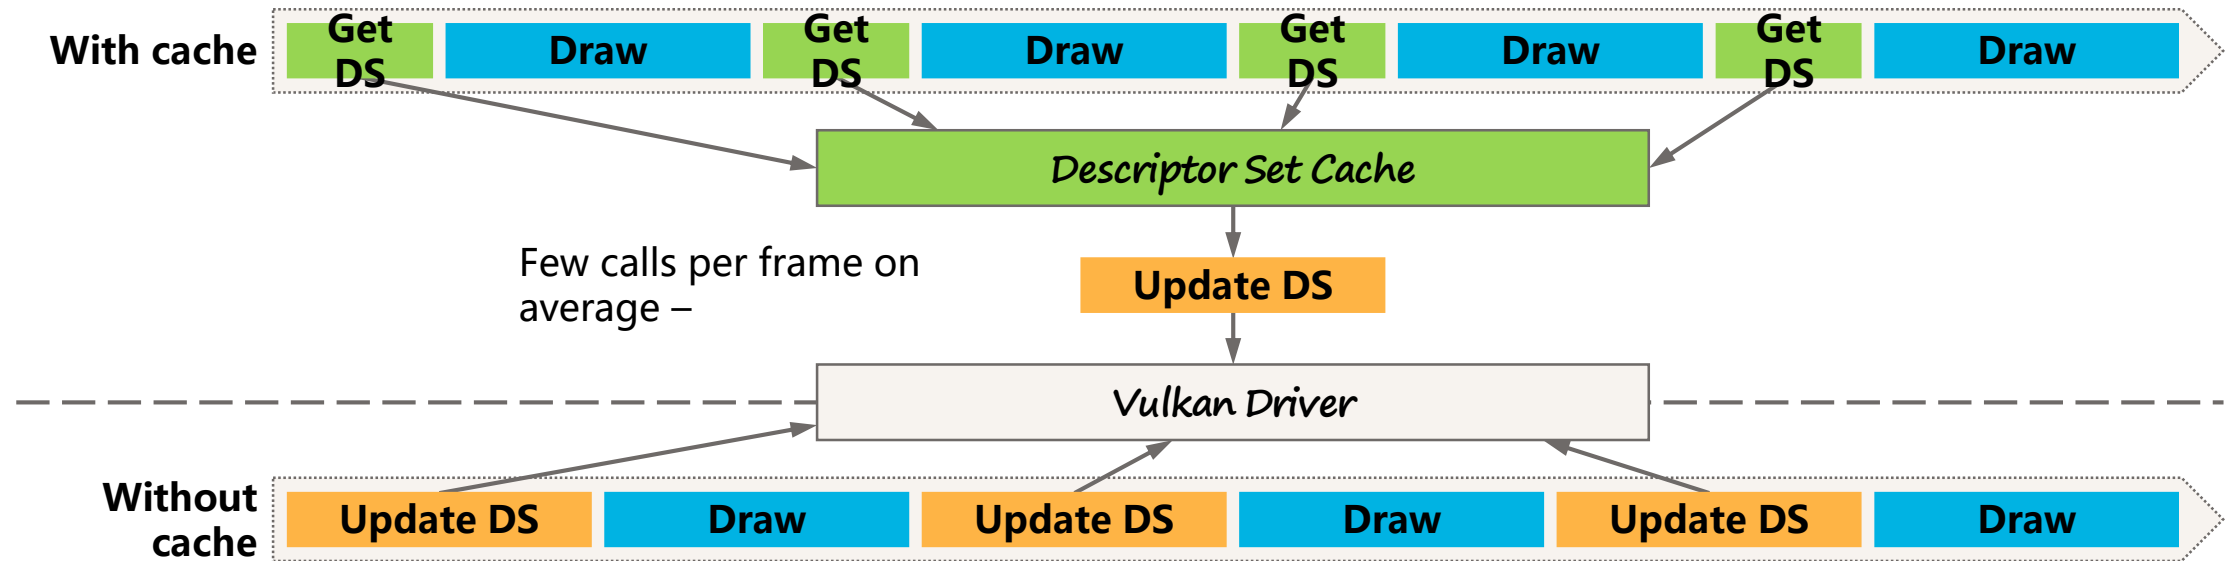 With cache
Get
DS
Draw
Get
DS
Draw
Get
DS
Draw
Get
DS
Draw
Descriptor Set Cache
Few calls per frame on
average –
Update DS
Vulkan Driver
Without
cache
Update DS
Draw
Update DS
Draw
Update DS
Draw